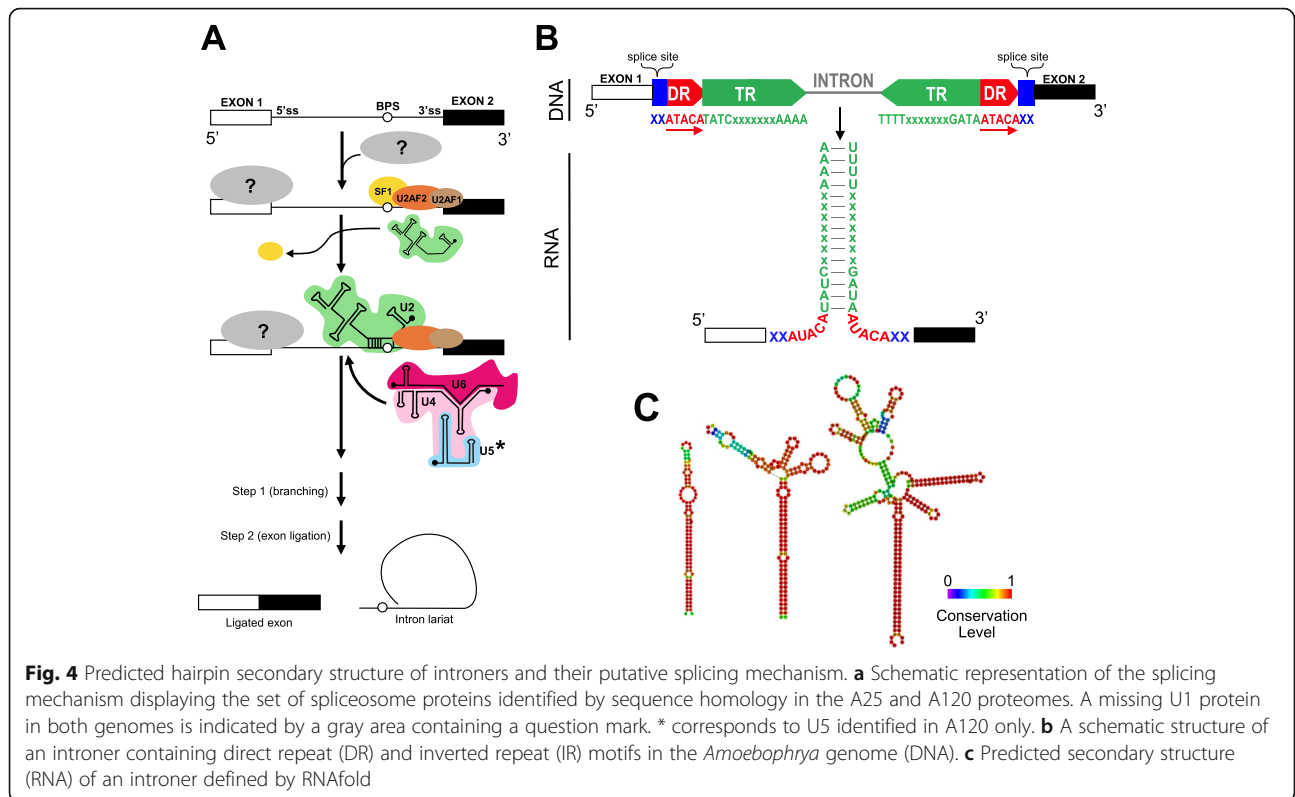 A
EXON 1
5'ss
BPS
3'ss
EXON 2
5’
3’
?
?
SF1
U2AF2
U2AF1
?
U2
U6
U4
U5*
Step 1 (branching)
Step 2 (exon ligation)
Ligated exon
Intron lariat
B
splice site
splice site
DNA
EXON 1
DR
TR
INTRON
TR
DR
EXON 2
5’
3’
XXATACATATCxxxxxxxAAAA
TTTTxxxxxxxGATAATACAXX
RNA
A — U
A — U
A — U
A — U
x — x
x — x
x — x
x — x
x — x
x — x
x — x
C — G
U — A
A — U
U — A
5’
3’
XXAUACA
AUACAXX
C
0
1
Conservation
Level
Fig. 4 Predicted hairpin secondary structure of introners and their putative splicing mechanism. a Schematic representation of the splicing
mechanism displaying the set of spliceosome proteins identified by sequence homology in the A25 and A120 proteomes. A missing U1 protein
in both genomes is indicated by a gray area containing a question mark. * corresponds to U5 identified in A120 only. b A schematic structure of
an introner containing direct repeat (DR) and inverted repeat (IR) motifs in the Amoebophrya genome (DNA). c Predicted secondary structure
(RNA) of an introner defined by RNAfold